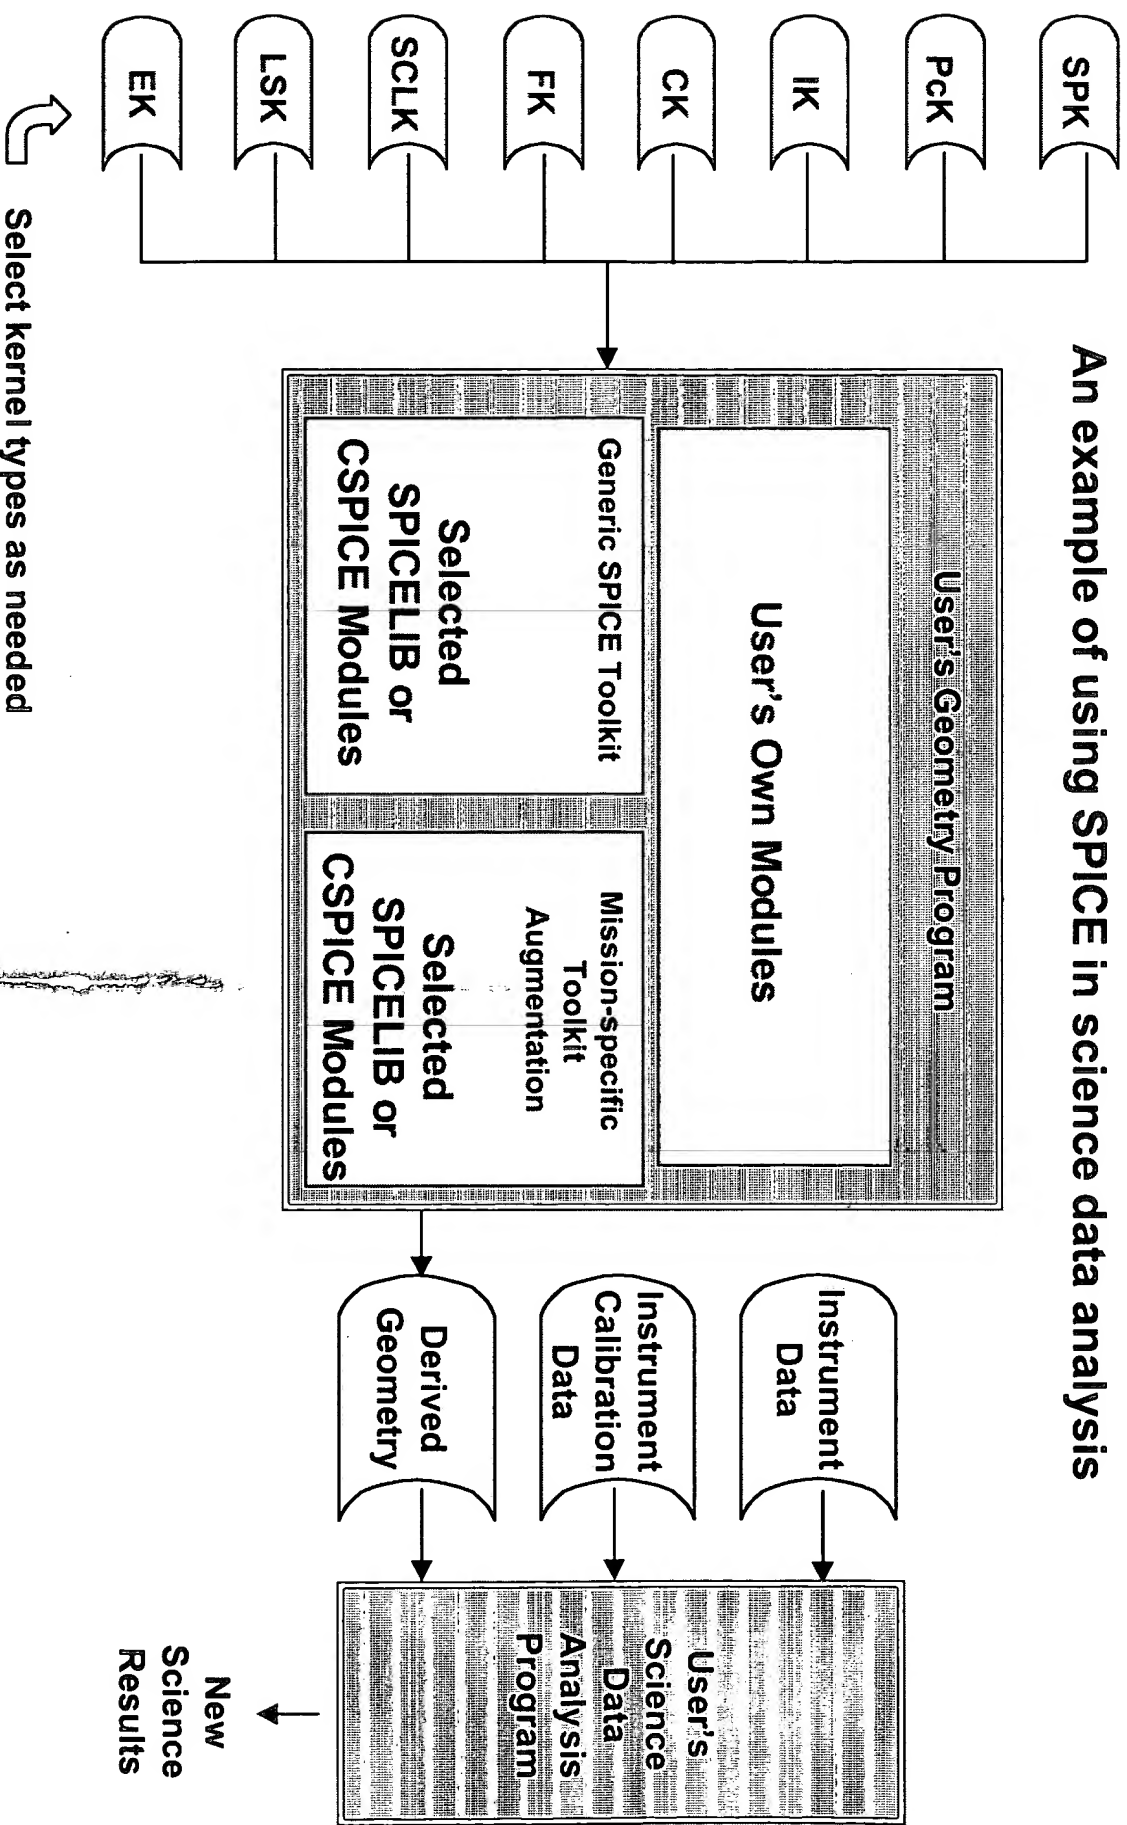 An example of using SPICE in science data analysis
SPK
PcK
IK
CK
FK
SCLK
LSK
EK
Select kernel types as needed
User's Geometry Program
User's Own Modules
Generic SPICE Toolkit
Selected
SPICELIB or
CSPICE Modules
Mission-specific
Toolkit
Augmentation
Selected
SPICELIB or
CSPICE Modules
Instrument
Data
Instrument
Calibration
Data
Derived
Geometry
User's
Science
Data
Analysis
Program
New
Science
Results